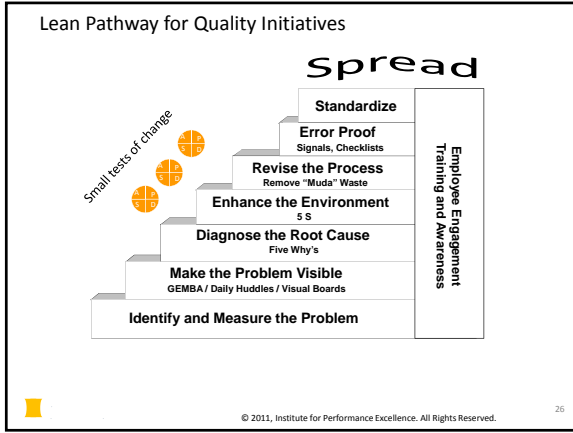 Lean Pathway for Quality Initiatives
Spread
Small tests of change
A P
S D
A P
S D
A P
S D
Standardize
Error Proof
Signals, Checklists
Revise the Process
Remove "Muda" Waste
Enhance the Environment
5 S
Diagnose the Root Cause
Five Why's
Make the Problem Visible
GEMBA / Daily Huddles / Visual Boards
Identify and Measure the Problem
Employee Engagement
Training and Awareness
© 2011, Institute for Performance Excellence. All Rights Reserved.
26